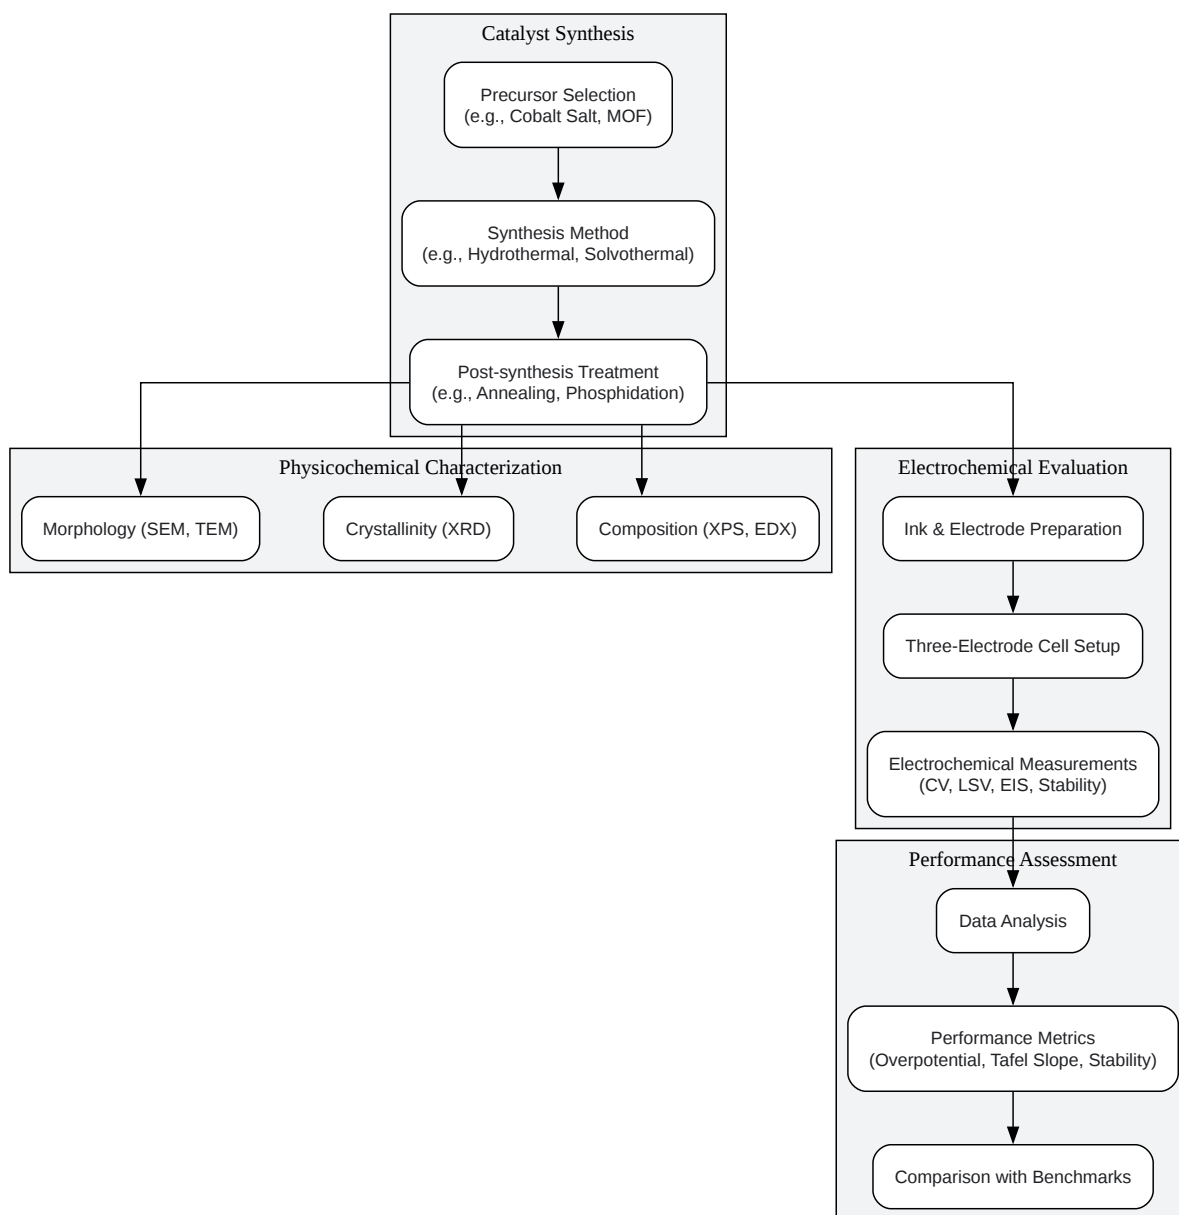 Catalyst Synthesis
Precursor Selection
(e.g., Cobalt Salt, MOF)
Synthesis Method
(e.g., Hydrothermal, Solvothermal)
Post-synthesis Treatment
(e.g., Annealing, Phosphidation)
Physicochemical Characterization
Morphology (SEM, TEM)
Crystallinity (XRD)
Composition (XPS, EDX)
Electrochemical Evaluation
Ink & Electrode Preparation
Three-Electrode Cell Setup
Electrochemical Measurements
(CV, LSV, EIS, Stability)
Performance Assessment
Data Analysis
Performance Metrics
(Overpotential, Tafel Slope, Stability)
Comparison with Benchmarks